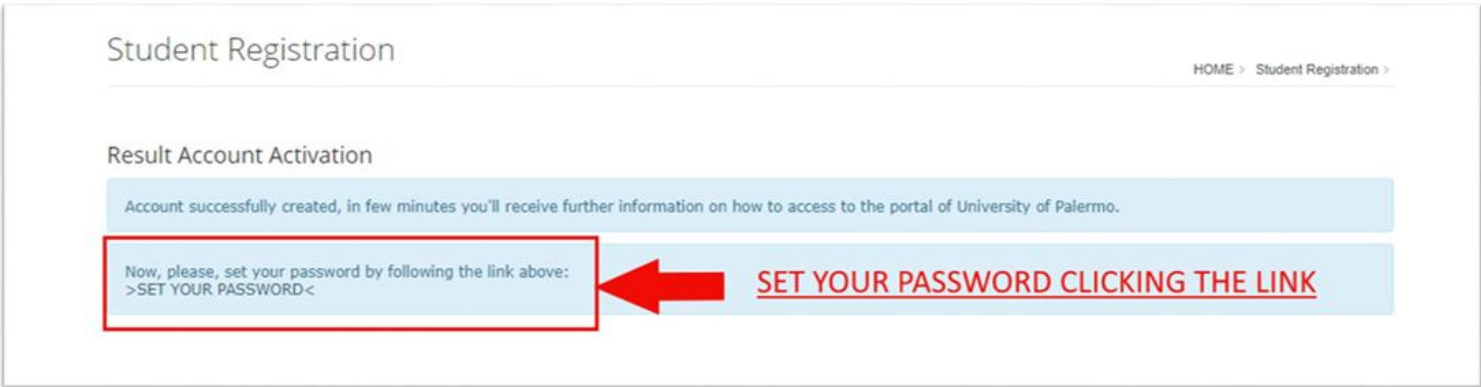 Student Registration
HOME > Student Registration >
Result Account Activation
Account successfully created, in few minutes you'll receive further information on how to access to the portal of University of Palermo.
Now, please, set your password by following the link above:
>SET YOUR PASSWORD<
SET YOUR PASSWORD CLICKING THE LINK